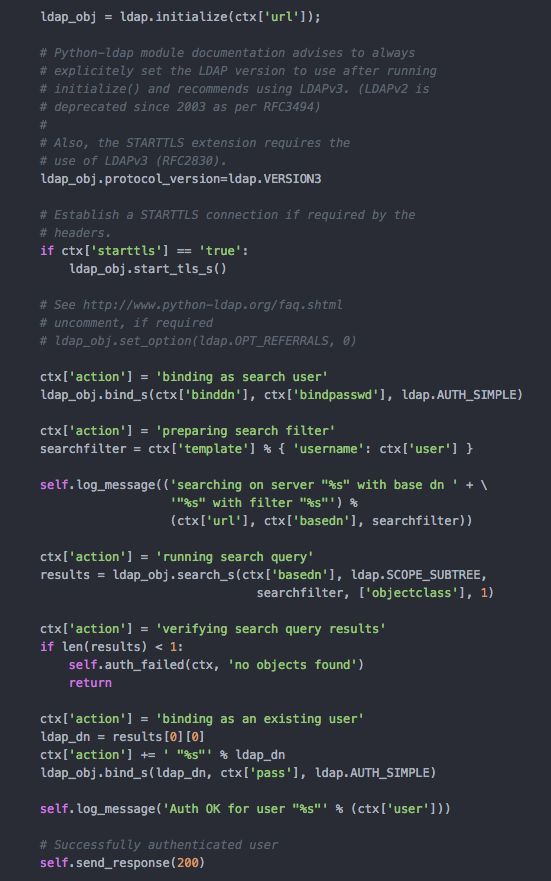 ldap_obj = ldap.initialize(ctx['url']);

# Python-ldap module documentation advises to always
# explicitely set the LDAP version to use after running
# initialize() and recommends using LDAPv3. (LDAPv2 is
# deprecated since 2003 as per RFC3494)
#
# Also, the STARTTLS extension requires the
# use of LDAPv3 (RFC2830).
ldap_obj.protocol_version=ldap.VERSION3

# Establish a STARTTLS connection if required by the
# headers.
if ctx['starttls'] == 'true':
    ldap_obj.start_tls_s()

# See http://www.python-ldap.org/faq.shtml
# uncomment, if required
# ldap_obj.set_option(ldap.OPT_REFERRALS, 0)

ctx['action'] = 'binding as search user'
ldap_obj.bind_s(ctx['binddn'], ctx['bindpasswd'], ldap.AUTH_SIMPLE)

ctx['action'] = 'preparing search filter'
searchfilter = ctx['template'] % { 'username': ctx['user'] }

self.log_message(('searching on server "%s" with base dn ' + \
                  '"%s" with filter "%s"') %
                  (ctx['url'], ctx['basedn'], searchfilter))

ctx['action'] = 'running search query'
results = ldap_obj.search_s(ctx['basedn'], ldap.SCOPE_SUBTREE,
                              searchfilter, ['objectclass'], 1)

ctx['action'] = 'verifying search query results'
if len(results) < 1:
    self.auth_failed(ctx, 'no objects found')
    return

ctx['action'] = 'binding as an existing user'
ldap_dn = results[0][0]
ctx['action'] += ' "%s"' % ldap_dn
ldap_obj.bind_s(ldap_dn, ctx['pass'], ldap.AUTH_SIMPLE)

self.log_message('Auth OK for user "%s"' % (ctx['user']))

# Successfully authenticated user
self.send_response(200)